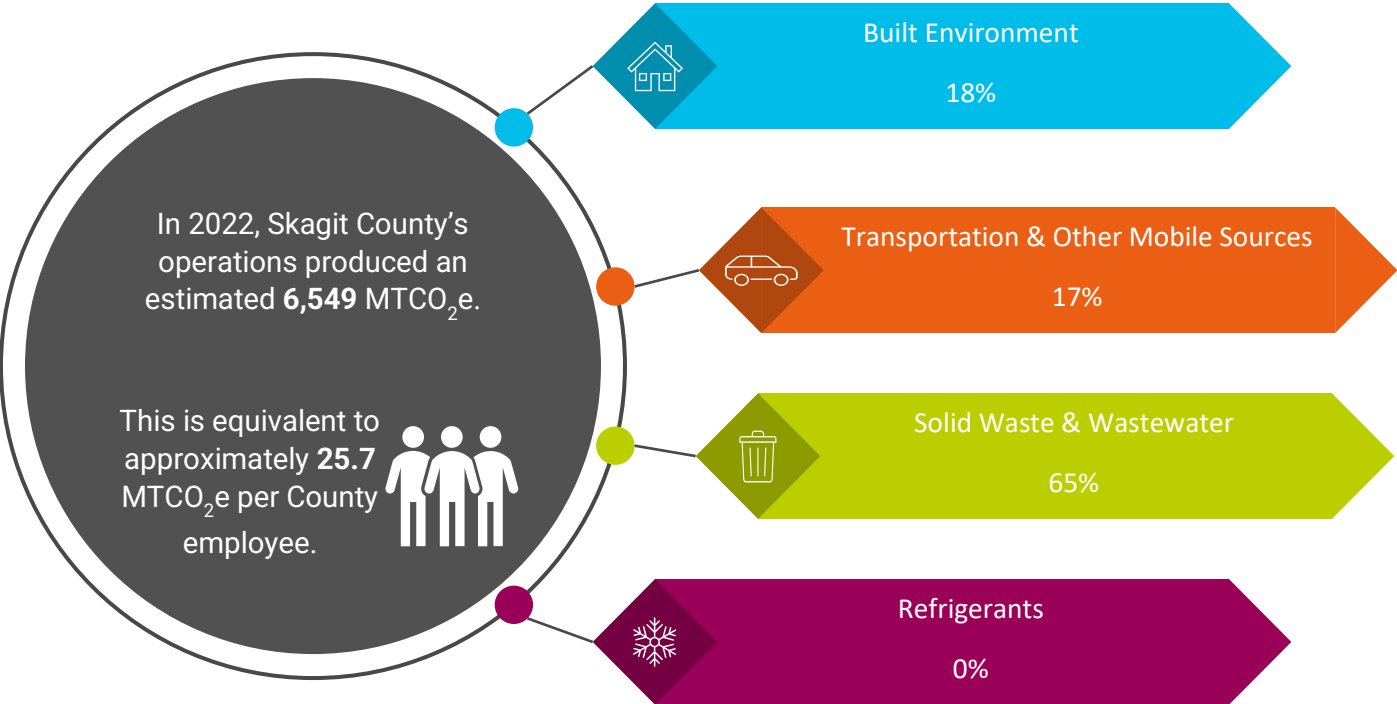 In 2022, Skagit County’s
operations produced an
estimated 6,549 MTCO₂e.
This is equivalent to
approximately 25.7
MTCO₂e per County
employee.
Built Environment
18%
Transportation & Other Mobile Sources
17%
Solid Waste & Wastewater
65%
Refrigerants
0%